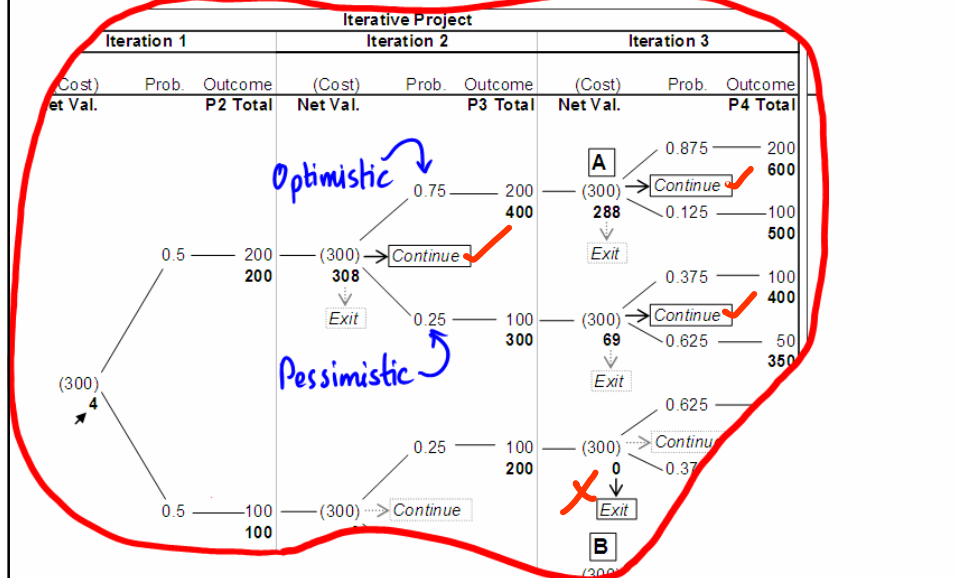 Iterative Project
Iteration 1 Iteration 2 Iteration 3
(Cost) Prob. Outcome (Cost) Prob. Outcome (Cost) Prob. Outcome
et Val. P2 Total Net Val. P3 Total Net Val. P4 Total
0.875 200
A 600
Optimistic 0.75 200 (300) Continue
400 288 0.125 100
500
Exit
0.5 200 (300) Continue 0.375 100
200 308 400
Exit 0.25 100 (300) Continue
300 69 0.625 50
350
Pessimistic Exit
(300)
4 0.625
0.25 100 (300)
200 0
Exit
0.5 100 (300) Continue
100
B